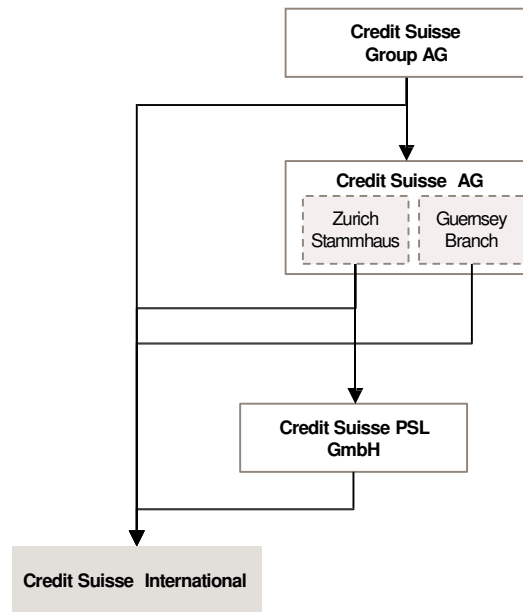 Credit Suisse
Group AG
Credit Suisse AG
Zurich
Stammhaus
Guernsey
Branch
Credit Suisse PSL
GmbH
Credit Suisse International